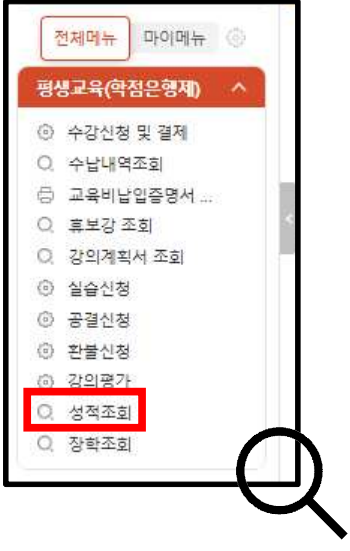 전체메뉴 마이메뉴
평생교육(학점은행제)
수강신청 및 결제
수납내역조회
교육비납입증명서 ...
휴보강 조회
강의계획서 조회
실습신청
공결신청
환불신청
강의평가
성적조회
장학조회